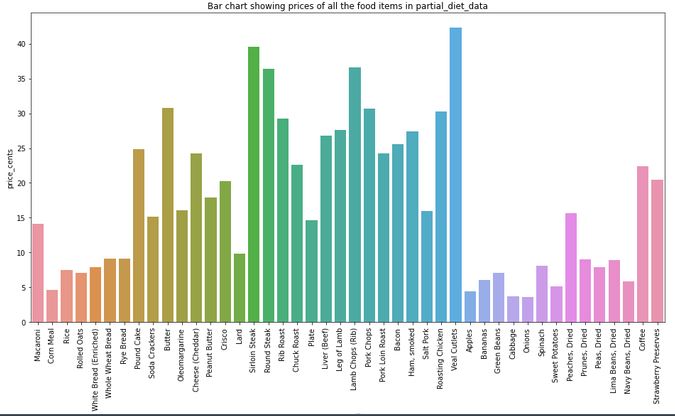 Bar chart showing prices of all the food items in partial_diet_data
price_cents
40
35
30
25
20
15
10
5
0
Macaroni
Corn Meal
Rice
Rolled Oats
White Bread (Enriched)
Whole Wheat Bread
Rye Bread
Pound Cake
Soda Crackers
Butter
Oleomargarine
Cheese (Cheddar)
Peanut Butter
Crisco
Lard
Sirloin Steak
Round Steak
Rib Roast
Chuck Roast
Plate
Liver (Beef)
Leg of Lamb
Lamb Chops (Rib)
Pork Chops
Pork Loin Roast
Bacon
Ham, smoked
Salt Pork
Roasting Chicken
Veal Cutlets
Apples
Bananas
Green Beans
Cabbage
Onions
Spinach
Sweet Potatoes
Peaches, Dried
Prunes, Dried
Peas, Dried
Lima Beans, Dried
Navy Beans, Dried
Coffee
Strawberry Preserves